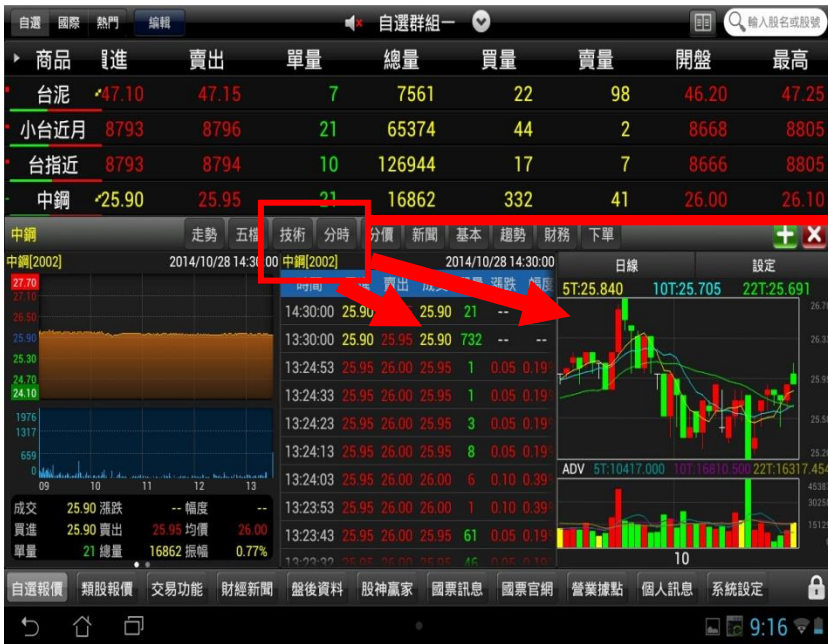 自選 國際 熱門 編輯 自選群組一 輸入股名或股號
商品 買進 賣出 單量 總量 買量 賣量 開盤 最高
台泥 47.10 47.15 7 7561 22 98 46.20 47.25
小台近月 8793 8796 21 65374 44 2 8668 8805
台指近 8793 8794 10 126944 17 7 8666 8805
中鋼 25.90 25.95 21 16862 332 41 26.00 26.10
中鋼 走勢 五檔 技術 分時 分價 新聞 基本 趨勢 財務 下單
中鋼[2002] 2014/10/28 14:30:00
27.70
27.10
26.50
25.90
25.30
24.70
24.10
1976
1317
659
0
09 10 11 12 13
成交 25.90 漲跌 -- 幅度 --
買進 25.90 賣出 25.95 均價 26.00
單量 21 總量 16862 振幅 0.77%
中鋼[2002] 2014/10/28 14:30:00
時間 賣出 漲跌
14:30:00 25.90 25.90 21 --
13:30:00 25.90 25.95 25.90 732 -- --
13:24:53 25.95 26.00 25.95 1 0.05 0.19
13:24:33 25.95 26.00 25.95 1 0.05 0.19
13:24:23 25.95 26.00 25.95 3 0.05 0.19
13:24:13 25.95 26.00 25.95 8 0.05 0.19
13:24:03 25.95 26.00 26.00 6 0.10 0.39
13:23:53 25.95 26.00 26.00 1 0.10 0.39
13:23:43 25.95 26.00 25.95 61 0.05 0.19
13:23:32 25.95 26.00 25.95 46 0.05 0.19
日線 設定
5T:25.840 10T:25.705 22T:25.691
ADV 5T:10417.000 10T:16810.500 22T:16317.454
10
自選報價 類股報價 交易功能 財經新聞 盤後資料 股神贏家 國票訊息 國票官網 營業據點 個人訊息 系統設定
9:16